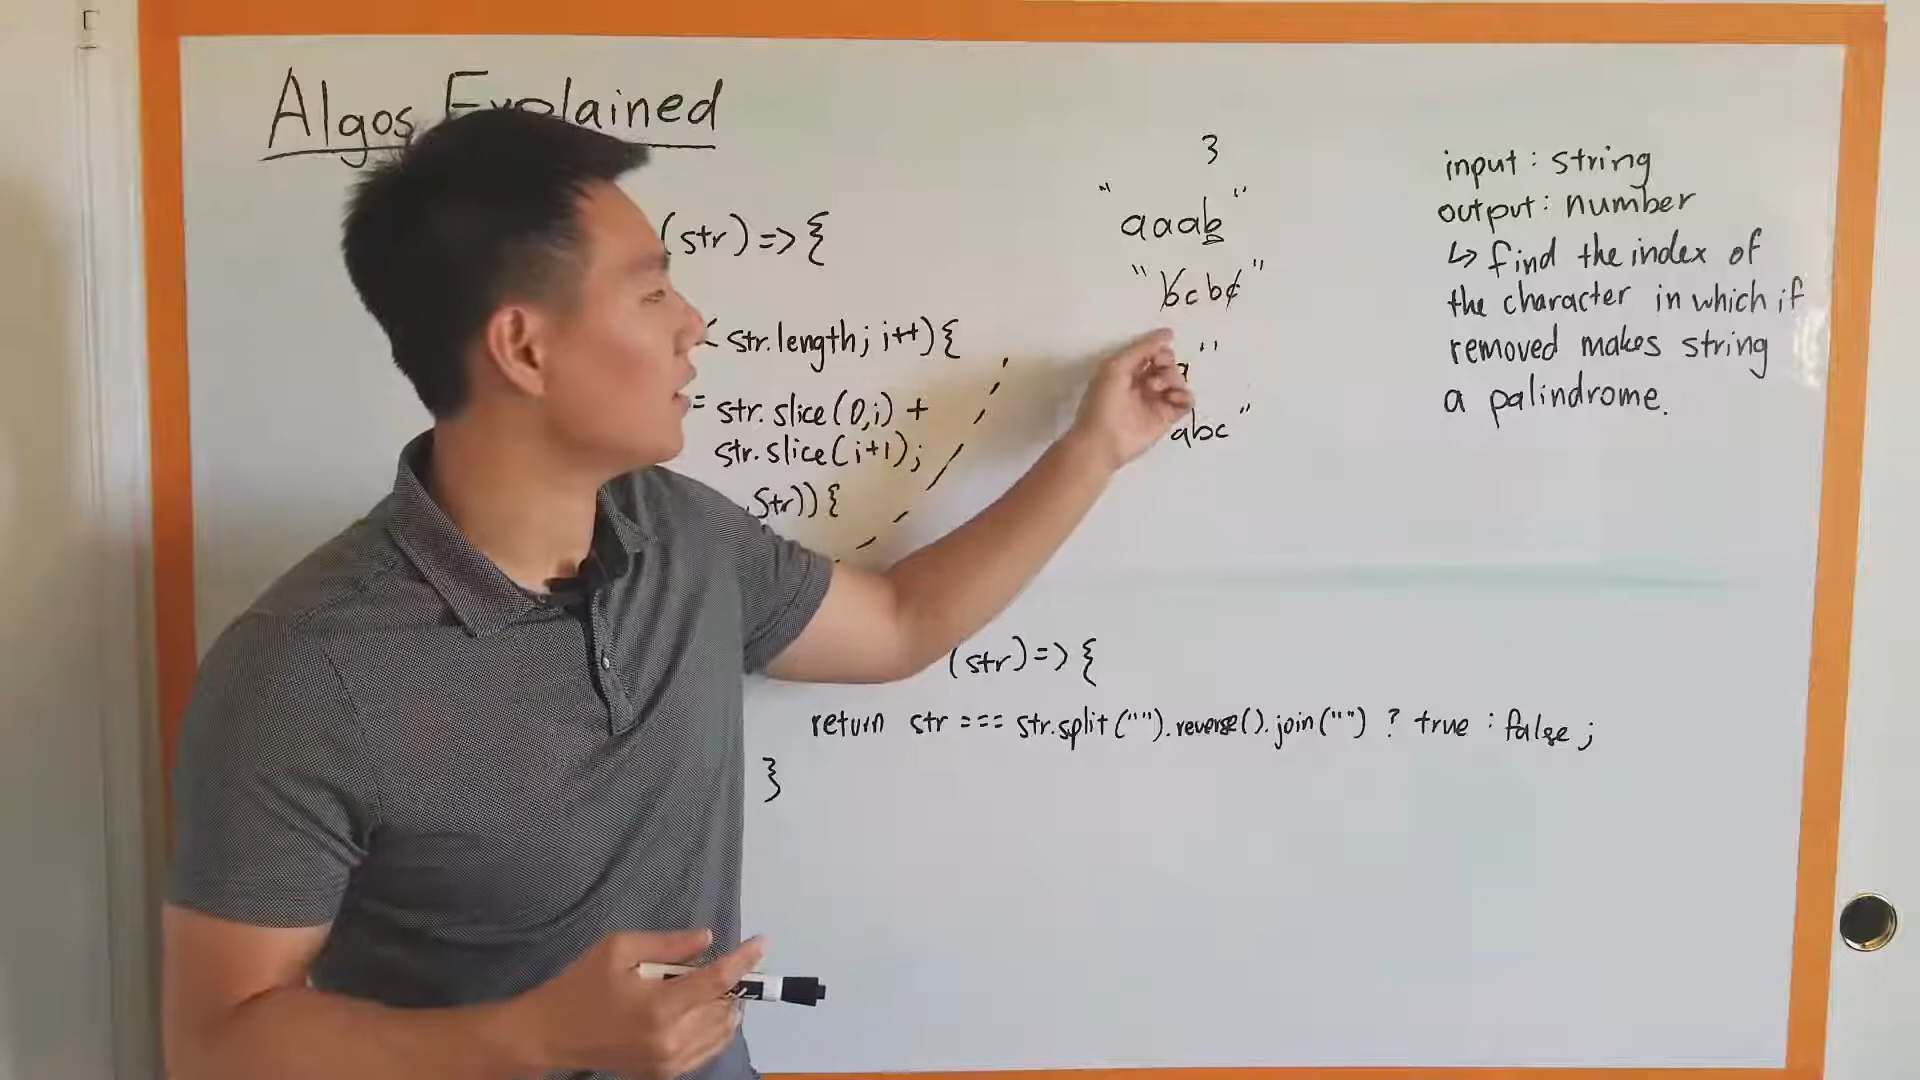 Algos Explained
(str) => {
< str.length; i++) {
= str.slice(0,i) +
str.slice(i+1);
Str)) {
3
"aaab"
"bcbc"
"
abc"
input : string
output : number
↳ find the index of
the character in which if
removed makes string
a palindrome.
(str) => {
return str === str.split("").reverse().join("") ? true : false ;
}